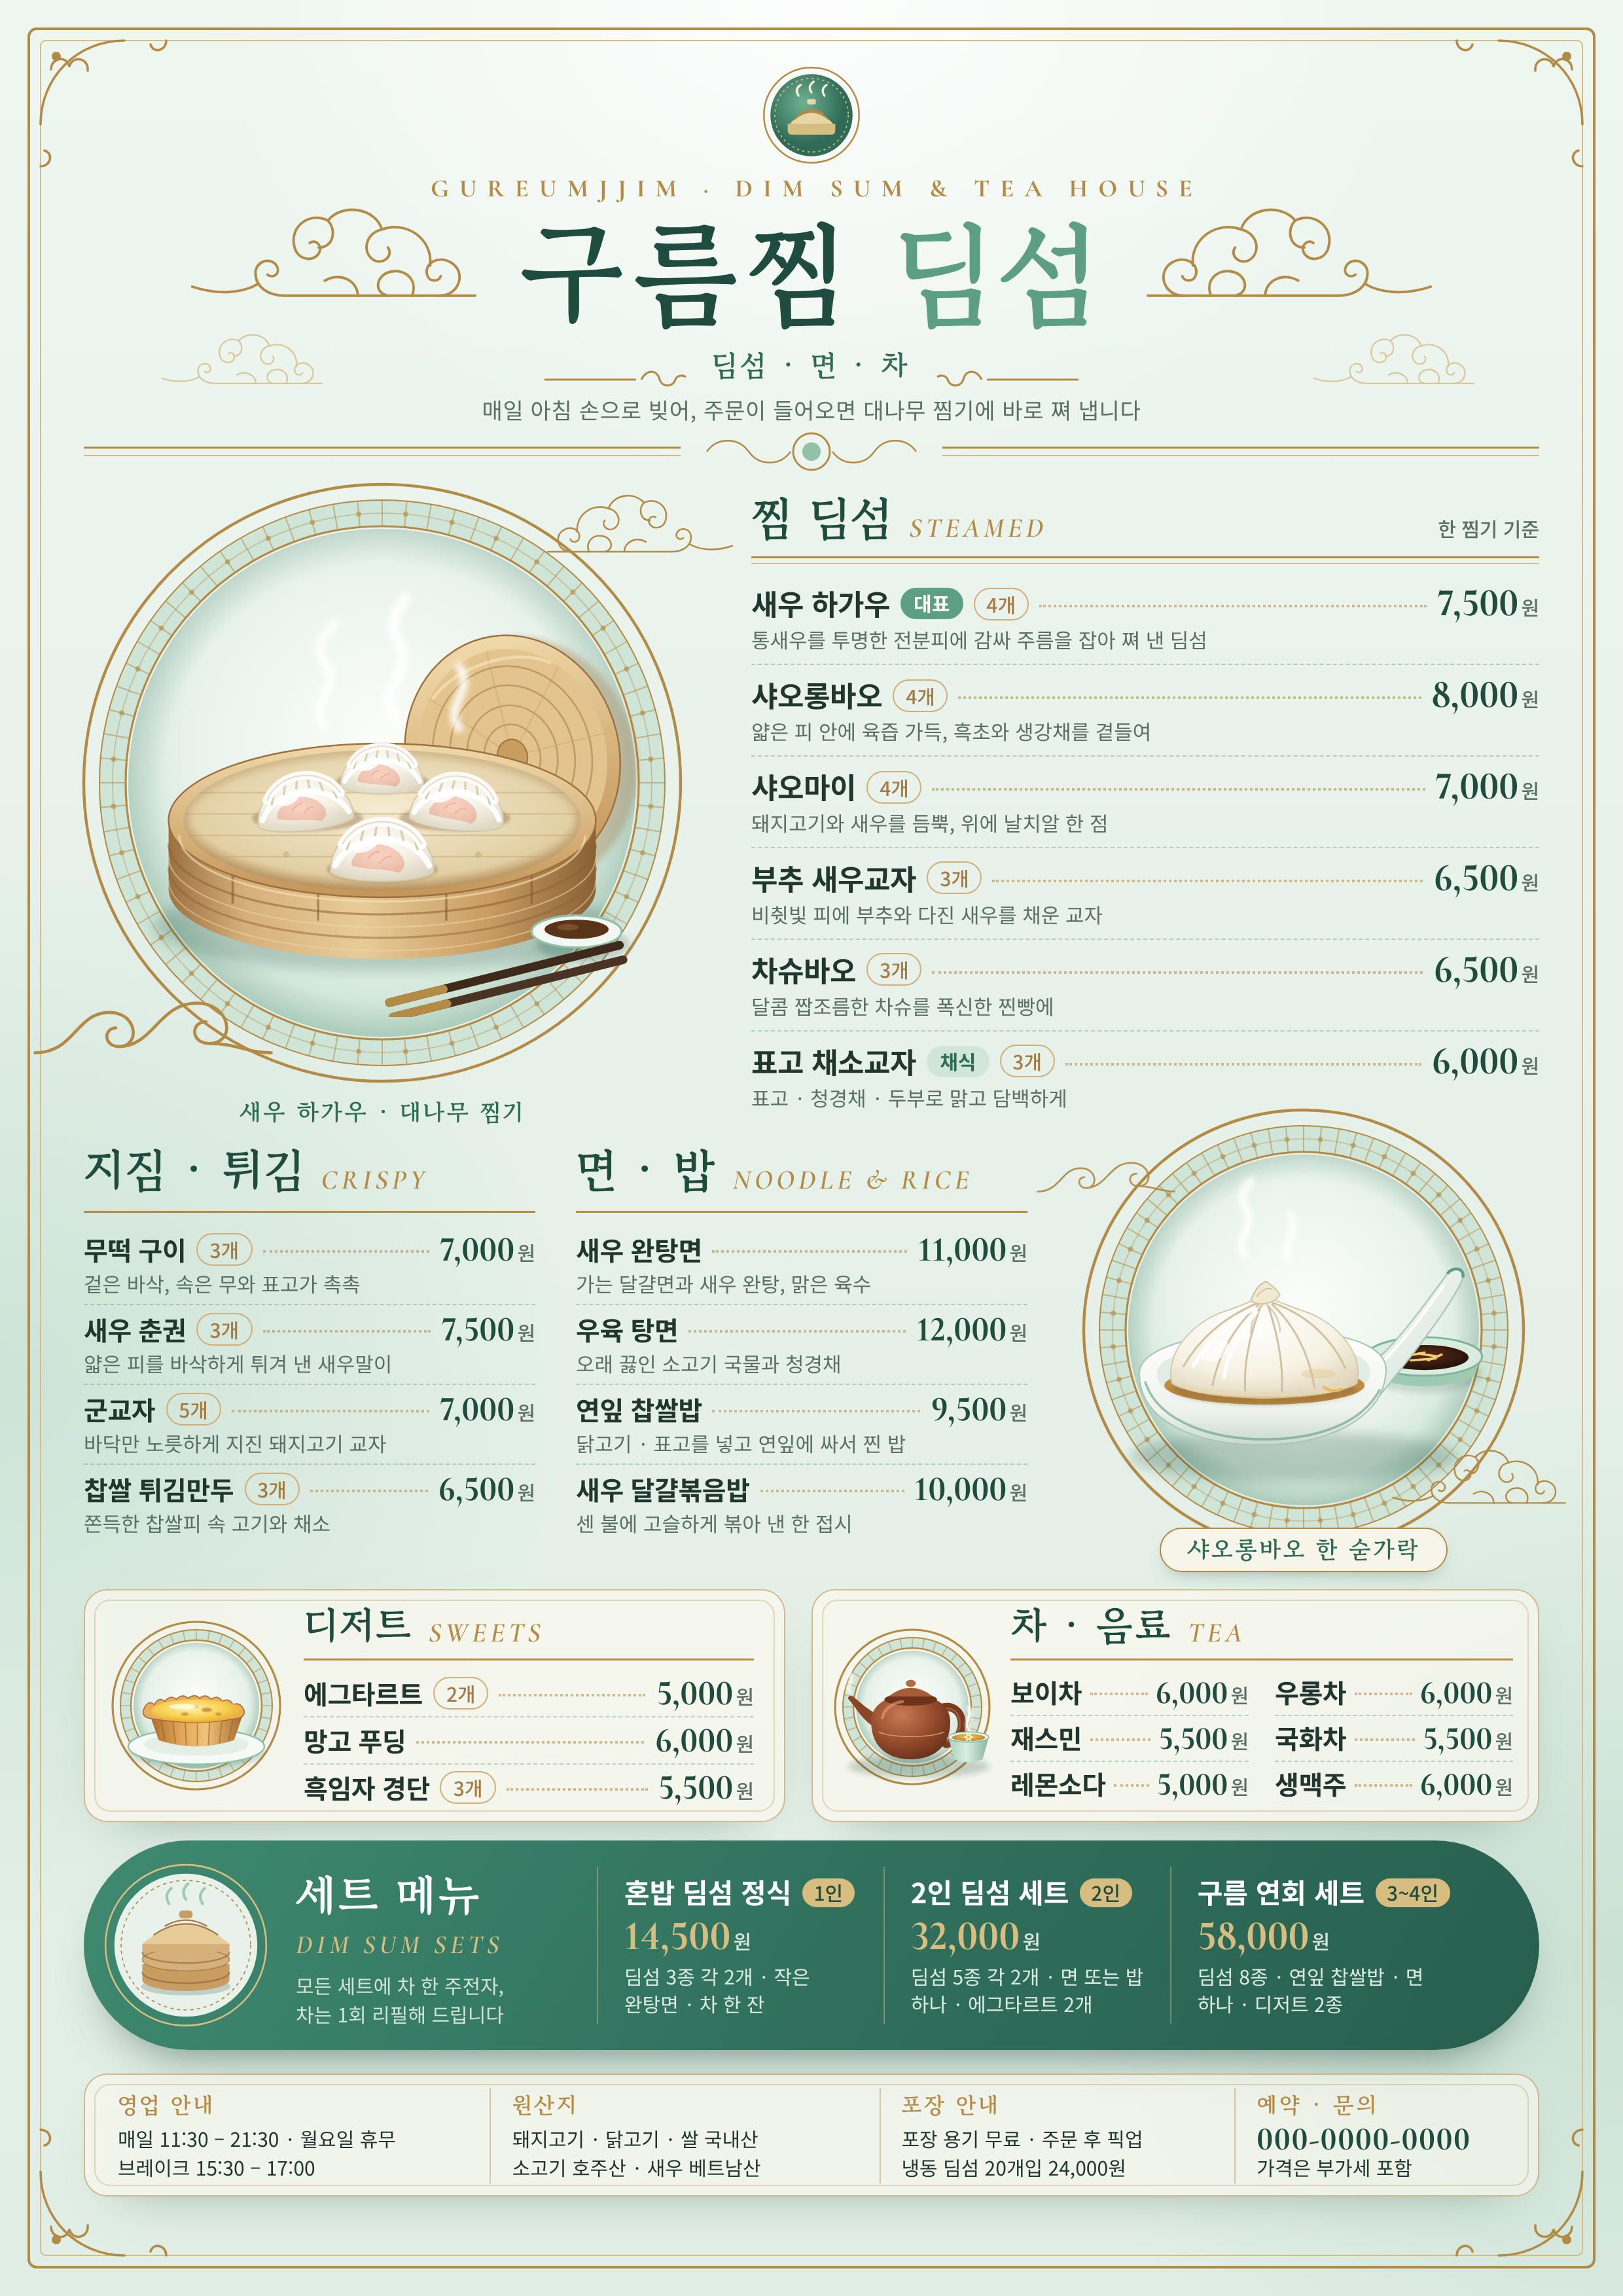 GUREUMJJIM · DIM SUM & TEA HOUSE
구름찜 딤섬
딤섬 · 면 · 차
매일 아침 손으로 빚어, 주문이 들어오면 대나무 찜기에 바로 쪄 냅니다
찜 딤섬 STEAMED 한 찜기 기준
새우 하가우 대표 4개 7,500원
통새우를 투명한 전분피에 감싸 주름을 잡아 쪄 낸 딤섬
샤오롱바오 4개 8,000원
얇은 피 안에 육즙 가득, 흑초와 생강채를 곁들여
샤오마이 4개 7,000원
돼지고기와 새우를 듬뿍, 위에 날치알 한 점
부추 새우교자 3개 6,500원
비췻빛 피에 부추와 다진 새우를 채운 교자
차슈바오 3개 6,500원
달콤 짭조름한 차슈를 폭신한 찐빵에
표고 채소교자 채식 3개 6,000원
표고 · 청경채 · 두부로 맑고 담백하게
새우 하가우 · 대나무 찜기
지짐 · 튀김 CRISPY
무떡 구이 3개 7,000원
겉은 바삭, 속은 무와 표고가 촉촉
새우 춘권 3개 7,500원
얇은 피를 바삭하게 튀겨 낸 새우말이
군교자 5개 7,000원
바닥만 노릇하게 지진 돼지고기 교자
찹쌀 튀김만두 3개 6,500원
쫀득한 찹쌀피 속 고기와 채소
면 · 밥 NOODLE & RICE
새우 완탕면 11,000원
가는 달걀면과 새우 완탕, 맑은 육수
우육 탕면 12,000원
오래 끓인 소고기 국물과 청경채
연잎 찹쌀밥 9,500원
닭고기 · 표고를 넣고 연잎에 싸서 찐 밥
새우 달걀볶음밥 10,000원
센 불에 고슬하게 볶아 낸 한 접시
샤오롱바오 한 숟가락
디저트 SWEETS
에그타르트 2개 5,000원
망고 푸딩 6,000원
흑임자 경단 3개 5,500원
차 · 음료 TEA
보이차 6,000원 우롱차 6,000원
재스민 5,500원 국화차 5,500원
레몬소다 5,000원 생맥주 6,000원
세트 메뉴
DIM SUM SETS
모든 세트에 차 한 주전자,
차는 1회 리필해 드립니다
혼밥 딤섬 정식 1인
14,500원
딤섬 3종 각 2개 · 작은
완탕면 · 차 한 잔
2인 딤섬 세트 2인
32,000원
딤섬 5종 각 2개 · 면 또는 밥
하나 · 에그타르트 2개
구름 연회 세트 3~4인
58,000원
딤섬 8종 · 연잎 찹쌀밥 · 면
하나 · 디저트 2종
영업 안내
매일 11:30 – 21:30 · 월요일 휴무
브레이크 15:30 – 17:00
원산지
돼지고기 · 닭고기 · 쌀 국내산
소고기 호주산 · 새우 베트남산
포장 안내
포장 용기 무료 · 주문 후 픽업
냉동 딤섬 20개입 24,000원
예약 · 문의
000-0000-0000
가격은 부가세 포함